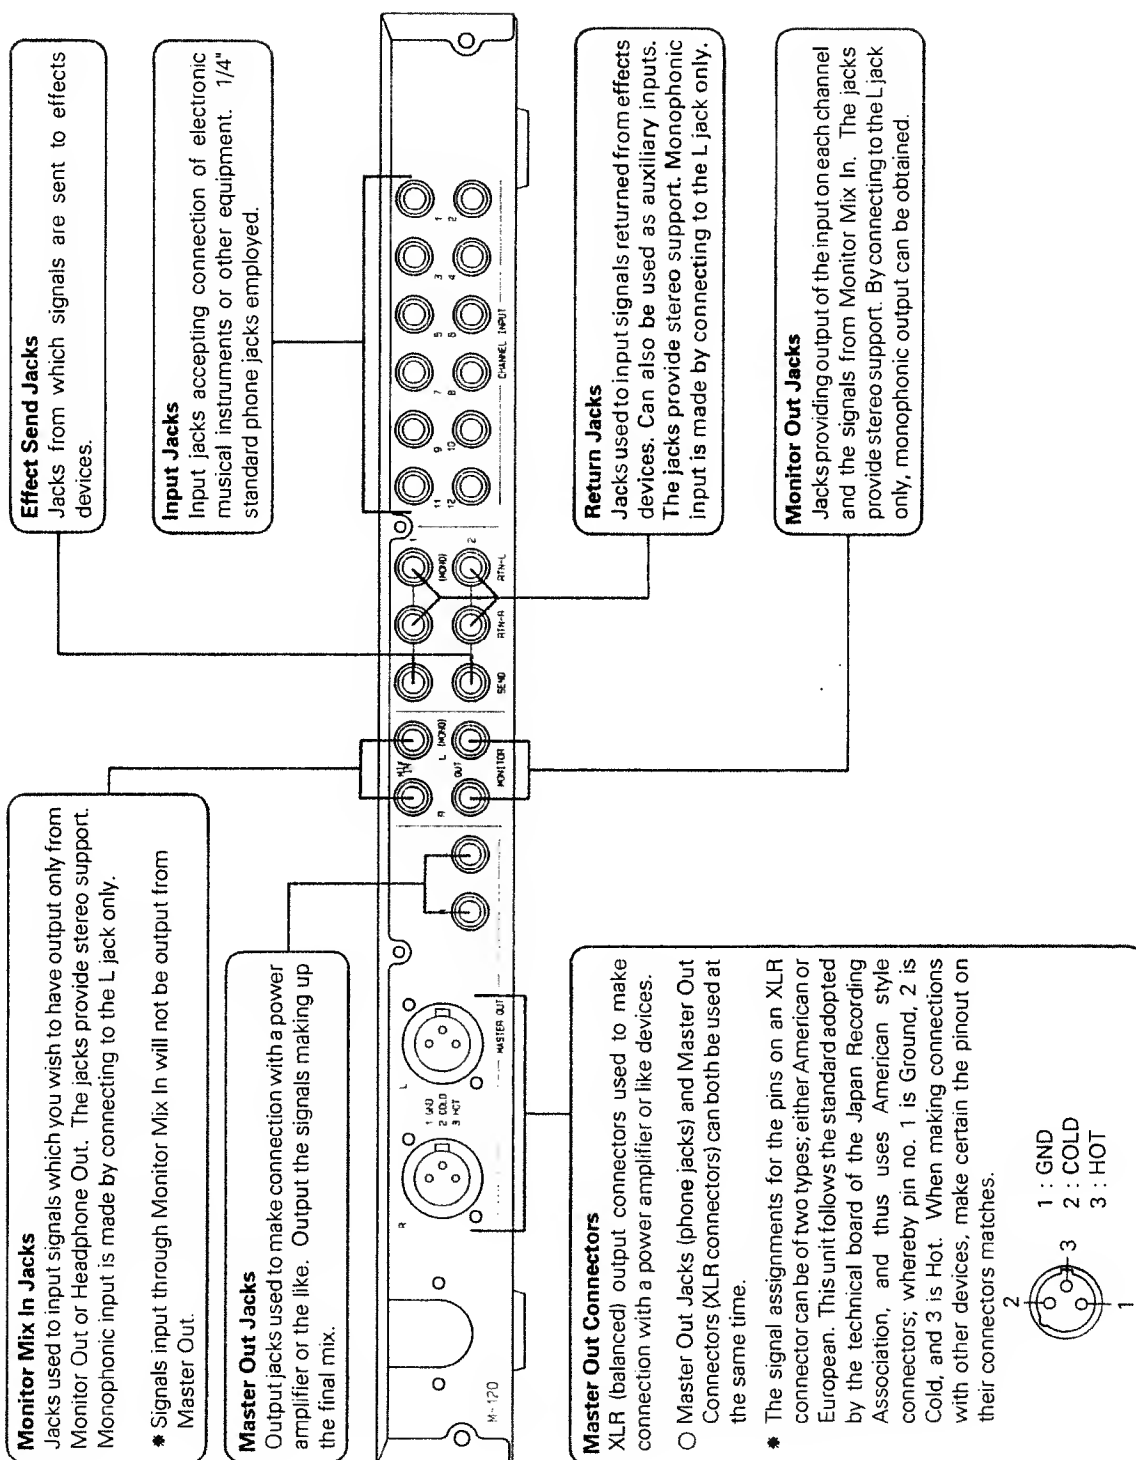 Monitor Mix In Jacks
Jacks used to input signals which you wish to have output only from
Monitor Out or Headphone Out. The jacks provide stereo support.
Monophonic input is made by connecting to the L jack only.
* Signals input through Monitor Mix In will not be output from
Master Out.
Effect Send Jacks
Jacks from which signals are sent to effects
devices.
Master Out Jacks
Output jacks used to make connection with a power
amplifier or the like. Output the signals making up
the final mix.
Input Jacks
Input jacks accepting connection of electronic
musical instruments or other equipment. 1/4"
standard phone jacks employed.
M-120
R
1 GND
2 COLD
3 HOT
L
MASTER OUT
R
MIX IN
L (MONO)
OUT
MONITOR
SEND
RTN-R
(MONO)
RTN-L
1
2
11
12
9
10
7
8
5
6
3
4
1
2
CHANNEL INPUT
Master Out Connectors
XLR (balanced) output connectors used to make
connection with a power amplifier or like devices.
○ Master Out Jacks (phone jacks) and Master Out
Connectors (XLR connectors) can both be used at
the same time.
* The signal assignments for the pins on an XLR
connector can be of two types; either American or
European. This unit follows the standard adopted
by the technical board of the Japan Recording
Association, and thus uses American style
connectors; whereby pin no. 1 is Ground, 2 is
Cold, and 3 is Hot. When making connections
with other devices, make certain the pinout on
their connectors matches.
2
3
1
1 : GND
2 : COLD
3 : HOT
Return Jacks
Jacks used to input signals returned from effects
devices. Can also be used as auxiliary inputs.
The jacks provide stereo support. Monophonic
input is made by connecting to the L jack only.
Monitor Out Jacks
Jacks providing output of the input on each channel
and the signals from Monitor Mix In. The jacks
provide stereo support. By connecting to the L jack
only, monophonic output can be obtained.